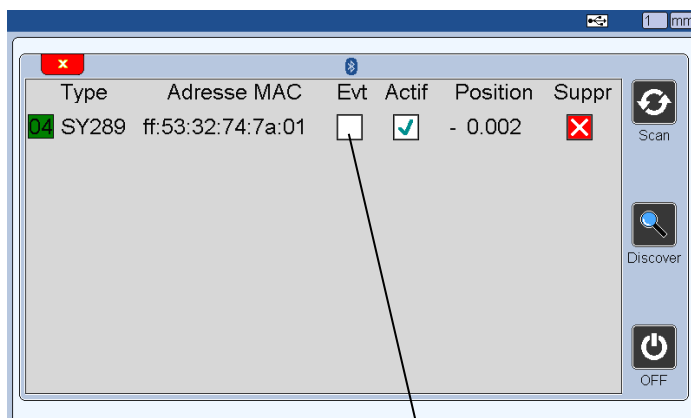 1 mm
x
Type Adresse MAC Evt Actif Position Suppr
04 SY289 ff:53:32:74:7a:01 - 0.002
Scan
Discover
OFF